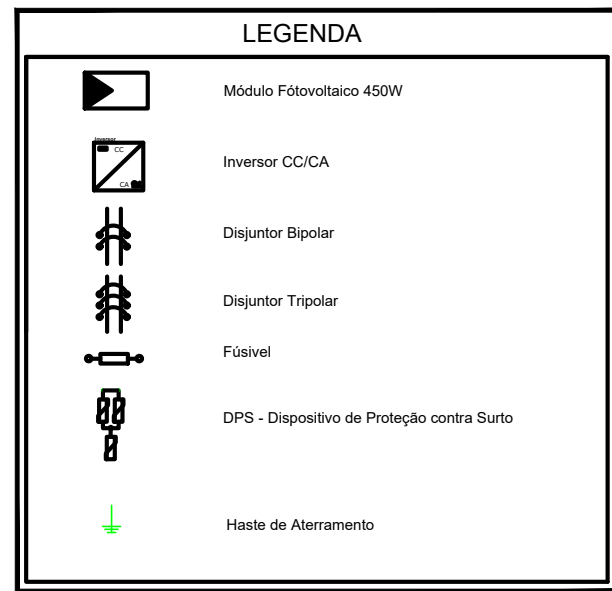 LEGENDA
Módulo Fótovoltaico 450W
Inversor
CC
CA
Inversor CC/CA
Disjuntor Bipolar
Disjuntor Tripolar
Fúsivel
DPS - Dispositivo de Proteção contra Surto
Haste de Aterramento